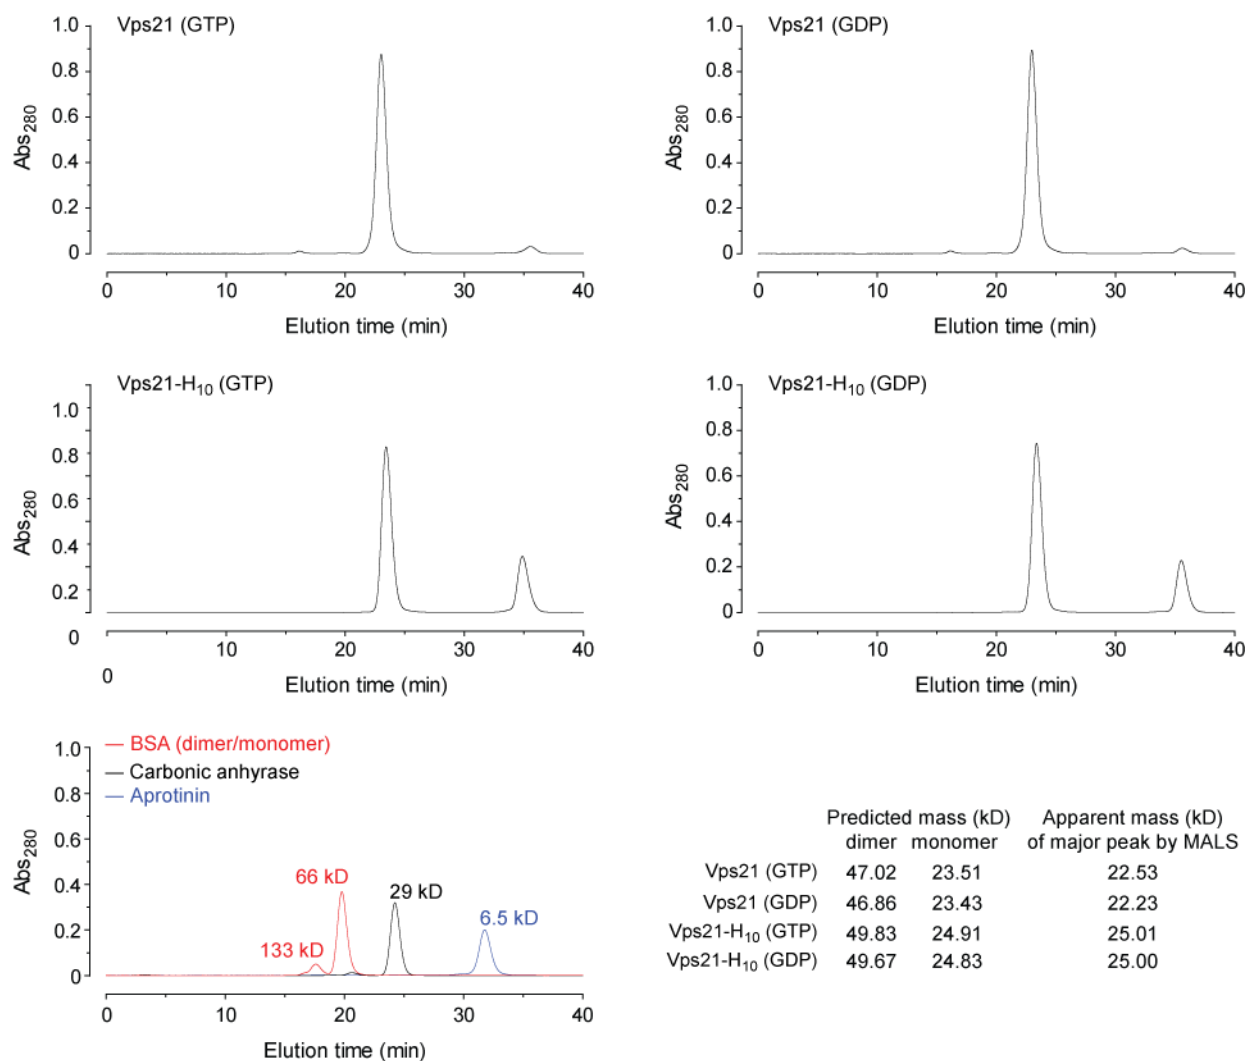 Vps21 (GTP)
1.0
0.8
0.6
0.4
0.2
0
Abs280
0 10 20 30 40
Elution time (min)
Vps21 (GDP)
1.0
0.8
0.6
0.4
0.2
0
Abs280
0 10 20 30 40
Elution time (min)
Vps21-H10 (GTP)
1.0
0.8
0.6
0.4
0.2
0
Abs280
0 10 20 30 40
0
Elution time (min)
Vps21-H10 (GDP)
1.0
0.8
0.6
0.4
0.2
0
Abs280
0 10 20 30 40
Elution time (min)
1.0
0.8
0.6
0.4
0.2
0
Abs280
BSA (dimer/monomer)
Carbonic anhyrase
Aprotinin
66 kD
29 kD
6.5 kD
133 kD
0 10 20 30 40
Elution time (min)
Predicted mass (kD) Apparent mass (kD)
dimer monomer of major peak by MALS
Vps21 (GTP) 47.02 23.51 22.53
Vps21 (GDP) 46.86 23.43 22.23
Vps21-H10 (GTP) 49.83 24.91 25.01
Vps21-H10 (GDP) 49.67 24.83 25.00